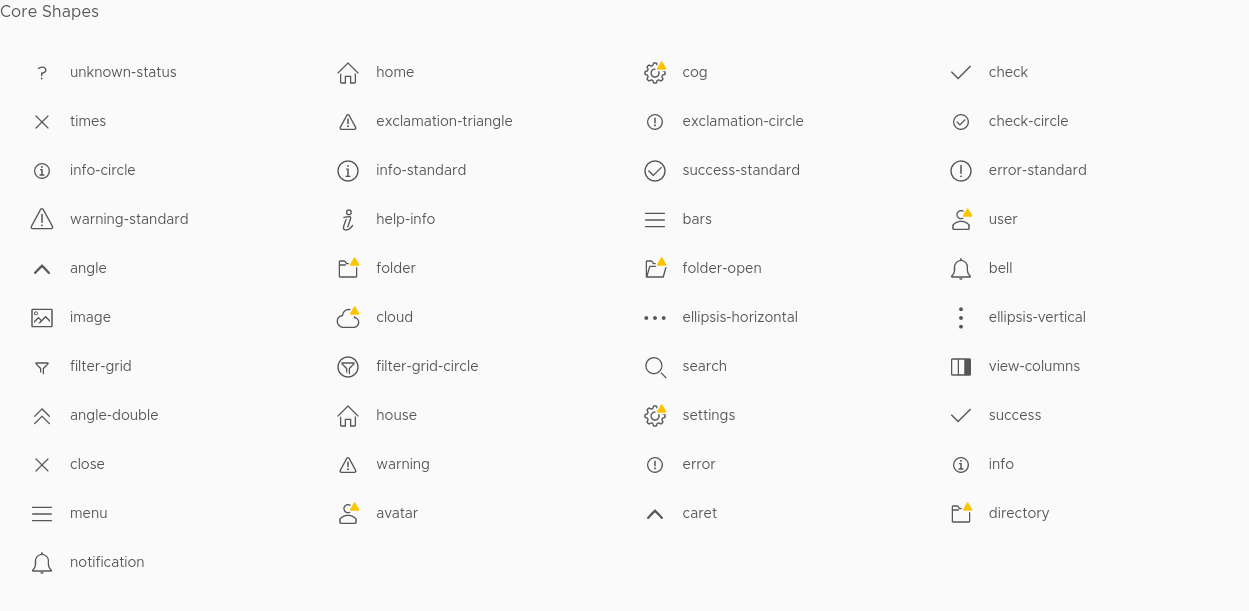 Core Shapes
unknown-status home cog check
times exclamation-triangle exclamation-circle check-circle
info-circle info-standard success-standard error-standard
warning-standard help-info bars user
angle folder folder-open bell
image cloud ellipsis-horizontal ellipsis-vertical
filter-grid filter-grid-circle search view-columns
angle-double house settings success
close warning error info
menu avatar caret directory
notification